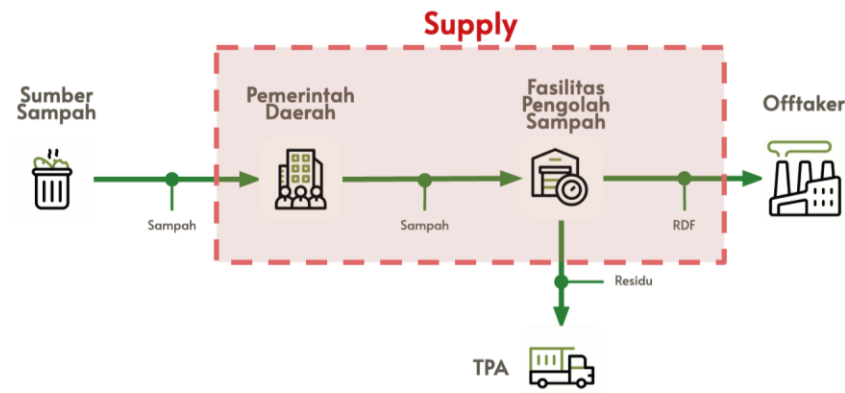 Supply
Sumber
Sampah
Pemerintah
Daerah
Fasilitas
Pengolah
Sampah
Offtaker
Sampah
Sampah
RDF
Residu
TPA